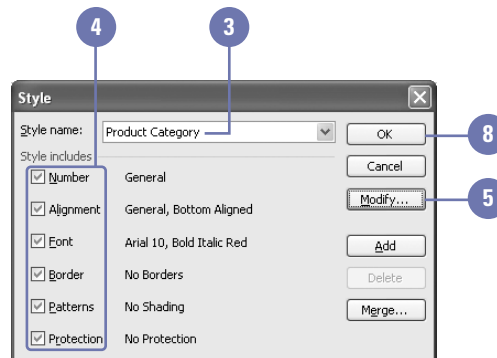 4 3
Style
Style name: Product Category
OK
8
Style includes
Cancel
Number General
Modify...
5
Alignment General, Bottom Aligned
Font Arial 10, Bold Italic Red
Add
Border No Borders
Delete
Patterns No Shading
Merge...
Protection No Protection